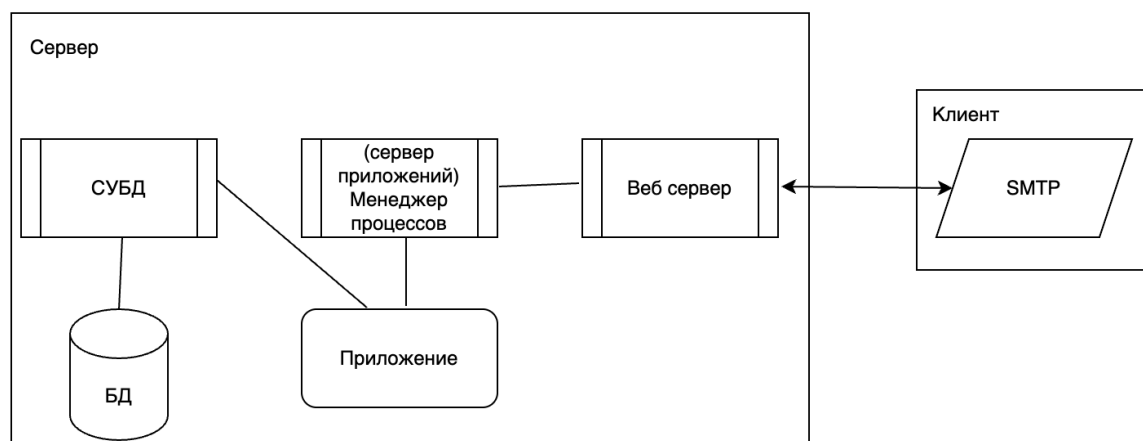 Сервер
Клиент
СУБД
(сервер
приложений)
Менеджер
процессов
Веб сервер
SMTP
Приложение
БД